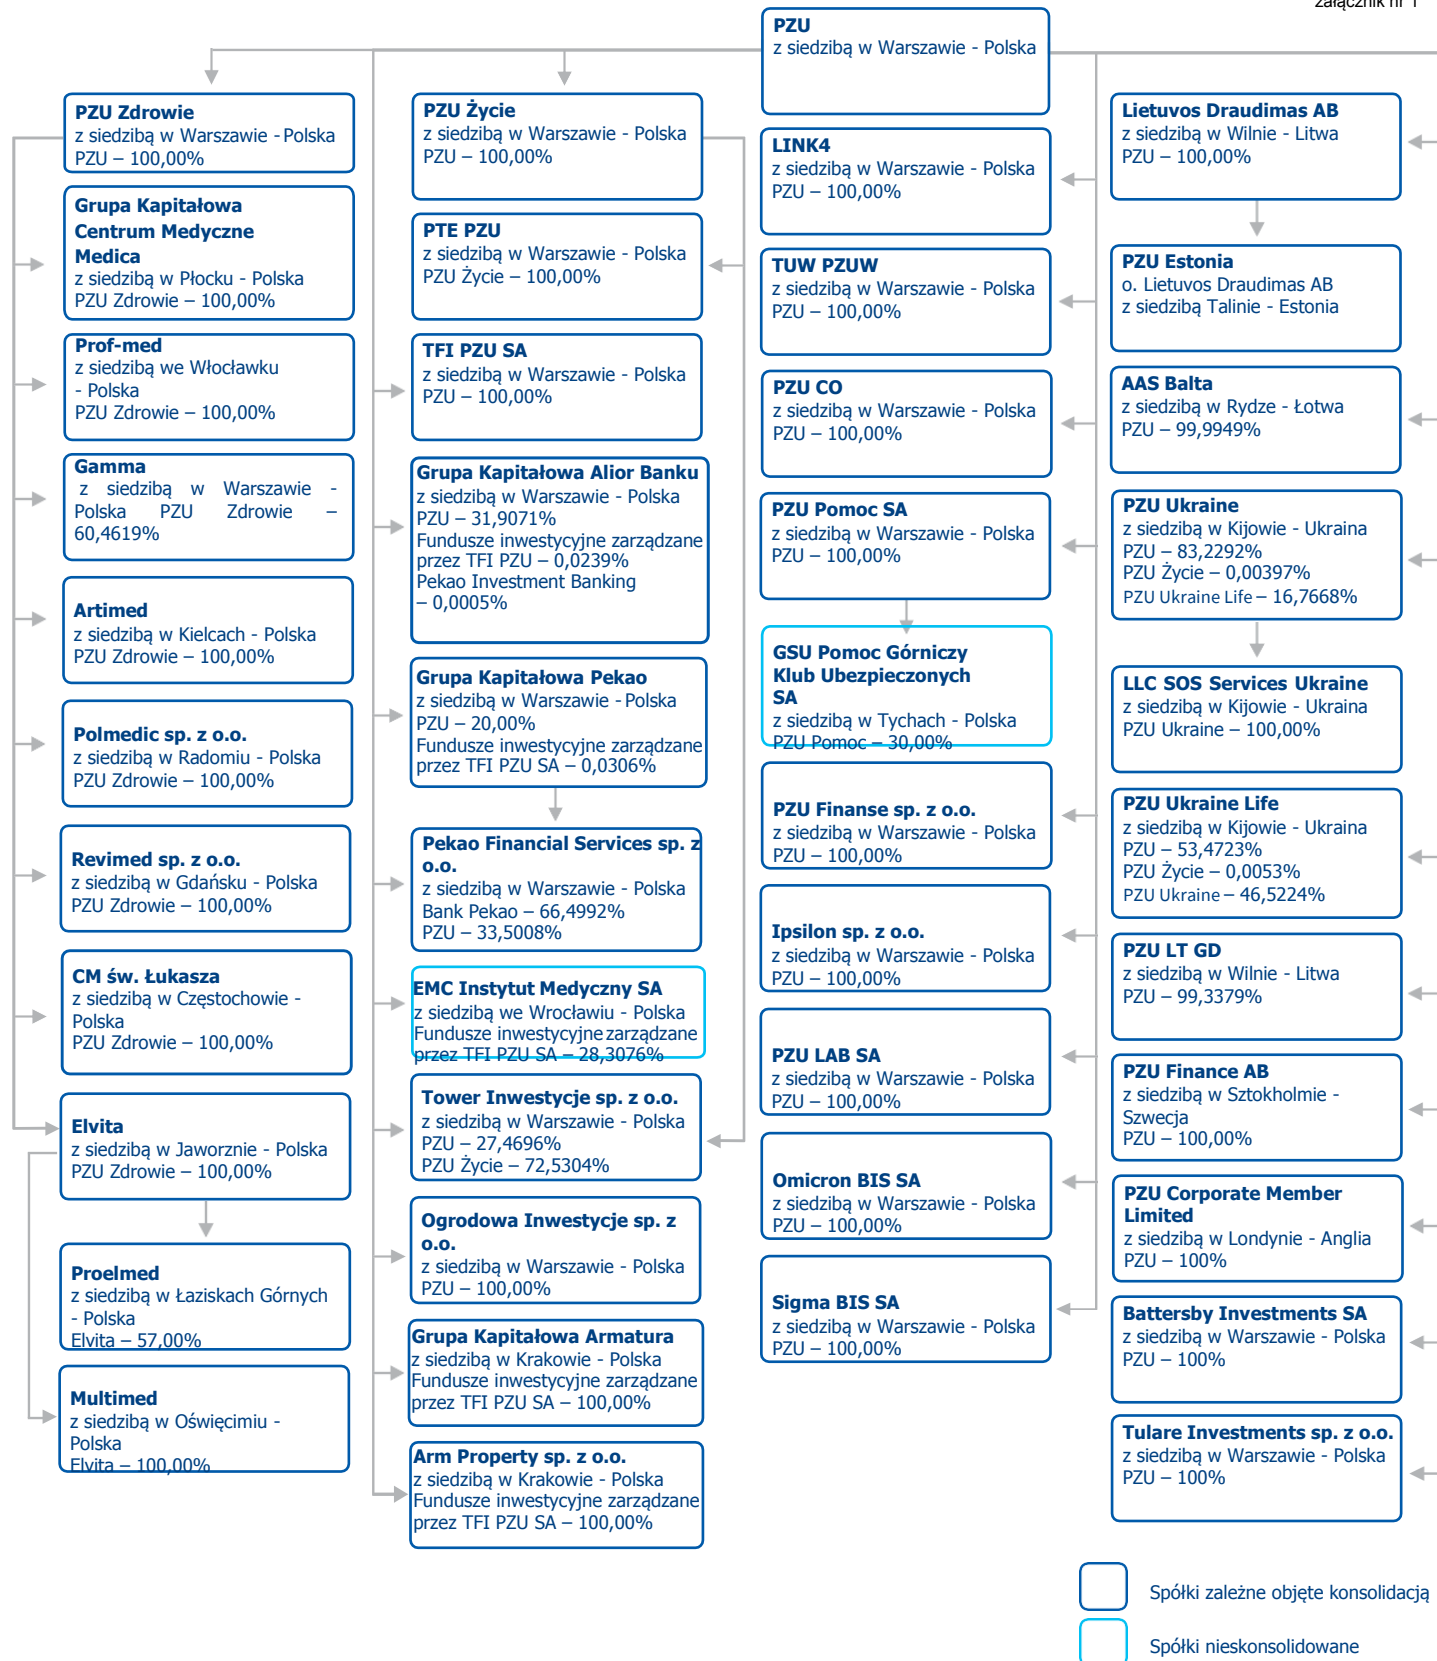 załącznik nr 1
PZU
z siedzibą w Warszawie - Polska
PZU Zdrowie
z siedzibą w Warszawie - Polska
PZU – 100,00%
Grupa Kapitałowa
Centrum Medyczne
Medica
z siedzibą w Płocku - Polska
PZU Zdrowie – 100,00%
Prof-med
z siedzibą we Włocławku
- Polska
PZU Zdrowie – 100,00%
Gamma
z siedzibą w Warszawie -
Polska PZU Zdrowie –
60,4619%
Artimed
z siedzibą w Kielcach - Polska
PZU Zdrowie – 100,00%
Polmedic sp. z o.o.
z siedzibą w Radomiu - Polska
PZU Zdrowie – 100,00%
Revimed sp. z o.o.
z siedzibą w Gdańsku - Polska
PZU Zdrowie – 100,00%
CM św. Łukasza
z siedzibą w Częstochowie -
Polska
PZU Zdrowie – 100,00%
Elvita
z siedzibą w Jaworznie - Polska
PZU Zdrowie – 100,00%
Proelmed
z siedzibą w Łaziskach Górnych
- Polska
Elvita – 57,00%
Multimed
z siedzibą w Oświęcimiu -
Polska
Elvita – 100,00%
PZU Życie
z siedzibą w Warszawie - Polska
PZU – 100,00%
PTE PZU
z siedzibą w Warszawie - Polska
PZU Życie – 100,00%
TFI PZU SA
z siedzibą w Warszawie - Polska
PZU – 100,00%
Grupa Kapitałowa Alior Banku
z siedzibą w Warszawie - Polska
PZU – 31,9071%
Fundusze inwestycyjne zarządzane
przez TFI PZU – 0,0239%
Pekao Investment Banking
– 0,0005%
Grupa Kapitałowa Pekao
z siedzibą w Warszawie - Polska
PZU – 20,00%
Fundusze inwestycyjne zarządzane
przez TFI PZU SA – 0,0306%
Pekao Financial Services sp. z
o.o.
z siedzibą w Warszawie - Polska
Bank Pekao – 66,4992%
PZU – 33,5008%
EMC Instytut Medyczny SA
z siedzibą we Wrocławiu - Polska
Fundusze inwestycyjne zarządzane
przez TFI PZU SA – 28,3076%
Tower Inwestycje sp. z o.o.
z siedzibą w Warszawie - Polska
PZU – 27,4696%
PZU Życie – 72,5304%
Ogrodowa Inwestycje sp. z
o.o.
z siedzibą w Warszawie - Polska
PZU – 100,00%
Grupa Kapitałowa Armatura
z siedzibą w Krakowie - Polska
Fundusze inwestycyjne zarządzane
przez TFI PZU SA – 100,00%
Arm Property sp. z o.o.
z siedzibą w Krakowie - Polska
Fundusze inwestycyjne zarządzane
przez TFI PZU SA – 100,00%
LINK4
z siedzibą w Warszawie - Polska
PZU – 100,00%
TUW PZUW
z siedzibą w Warszawie - Polska
PZU – 100,00%
PZU CO
z siedzibą w Warszawie - Polska
PZU – 100,00%
PZU Pomoc SA
z siedzibą w Warszawie - Polska
PZU – 100,00%
GSU Pomoc Górniczy
Klub Ubezpieczonych
SA
z siedzibą w Tychach - Polska
PZU Pomoc – 30,00%
PZU Finanse sp. z o.o.
z siedzibą w Warszawie - Polska
PZU – 100,00%
Ipsilon sp. z o.o.
z siedzibą w Warszawie - Polska
PZU – 100,00%
PZU LAB SA
z siedzibą w Warszawie - Polska
PZU – 100,00%
Omicron BIS SA
z siedzibą w Warszawie - Polska
PZU – 100,00%
Sigma BIS SA
z siedzibą w Warszawie - Polska
PZU – 100,00%
Lietuvos Draudimas AB
z siedzibą w Wilnie - Litwa
PZU – 100,00%
PZU Estonia
o. Lietuvos Draudimas AB
z siedzibą Talinie - Estonia
AAS Balta
z siedzibą w Rydze - Łotwa
PZU – 99,9949%
PZU Ukraine
z siedzibą w Kijowie - Ukraina
PZU – 83,2292%
PZU Życie – 0,00397%
PZU Ukraine Life – 16,7668%
LLC SOS Services Ukraine
z siedzibą w Kijowie - Ukraina
PZU Ukraine – 100,00%
PZU Ukraine Life
z siedzibą w Kijowie - Ukraina
PZU – 53,4723%
PZU Życie – 0,0053%
PZU Ukraine – 46,5224%
PZU LT GD
z siedzibą w Wilnie - Litwa
PZU – 99,3379%
PZU Finance AB
z siedzibą w Sztokholmie -
Szwecja
PZU – 100,00%
PZU Corporate Member
Limited
z siedzibą w Londynie - Anglia
PZU – 100%
Battersby Investments SA
z siedzibą w Warszawie - Polska
PZU – 100%
Tulare Investments sp. z o.o.
z siedzibą w Warszawie - Polska
PZU – 100%
Spółki zależne objęte konsolidacją
Spółki nieskonsolidowane